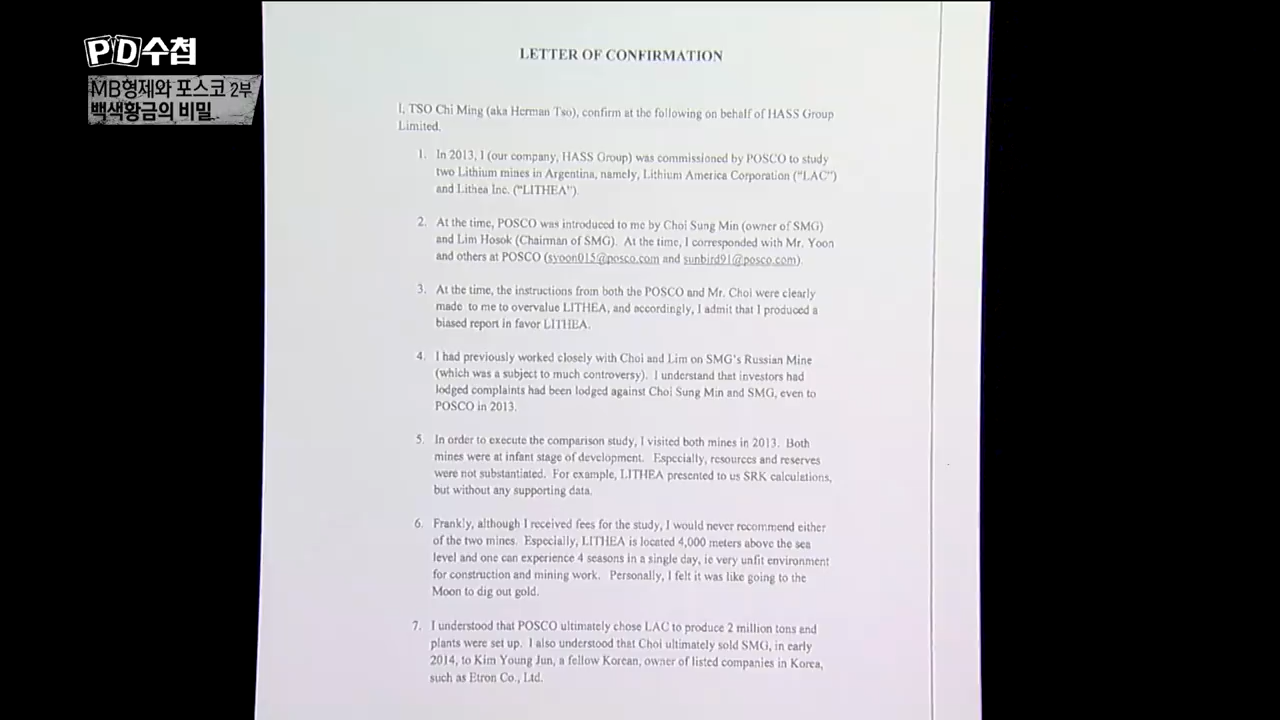 PD수첩
MB형제와 포스코 2부
백색황금의 비밀
LETTER OF CONFIRMATION
I, TSO Chi Ming (aka Herman Tso), confirm at the following on behalf of HASS Group
Limited.
1. In 2013, I (our company, HASS Group) was commissioned by POSCO to study
two Lithium mines in Argentina, namely, Lithium America Corporation ("LAC")
and Lithea Inc. ("LITHEA").
2. At the time, POSCO was introduced to me by Choi Sung Min (owner of SMG)
and Lim Hosok (Chairman of SMG). At the time, I corresponded with Mr. Yoon
and others at POSCO (syoon015@posco.com and sunbird91@posco.com).
3. At the time, the instructions from both the POSCO and Mr. Choi were clearly
made to me to overvalue LITHEA, and accordingly, I admit that I produced a
biased report in favor LITHEA.
4. I had previously worked closely with Choi and Lim on SMG's Russian Mine
(which was a subject to much controversy). I understand that investors had
lodged complaints had been lodged against Choi Sung Min and SMG, even to
POSCO in 2013.
5. In order to execute the comparison study, I visited both mines in 2013. Both
mines were at infant stage of development. Especially, resources and reserves
were not substantiated. For example, LITHEA presented to us SRK calculations,
but without any supporting data.
6. Frankly, although I received fees for the study, I would never recommend either
of the two mines. Especially, LITHEA is located 4,000 meters above the sea
level and one can experience 4 seasons in a single day, ie very unfit environment
for construction and mining work. Personally, I felt it was like going to the
Moon to dig out gold.
7. I understood that POSCO ultimately chose LAC to produce 2 million tons and
plants were set up. I also understood that Choi ultimately sold SMG, in early
2014, to Kim Young Jun, a fellow Korean, owner of listed companies in Korea,
such as Etron Co., Ltd.